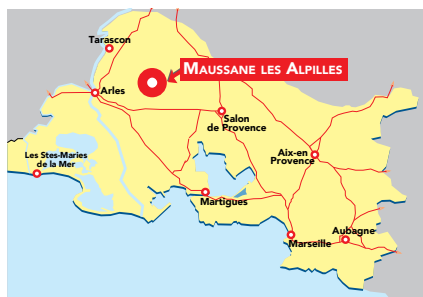 Tarascon
MAUSSANE LES ALPILLES
Arles
Salon
de Provence
Aix-en
Provence
Les Stes-Maries
de la Mer
Martigues
Aubagne
Marseille